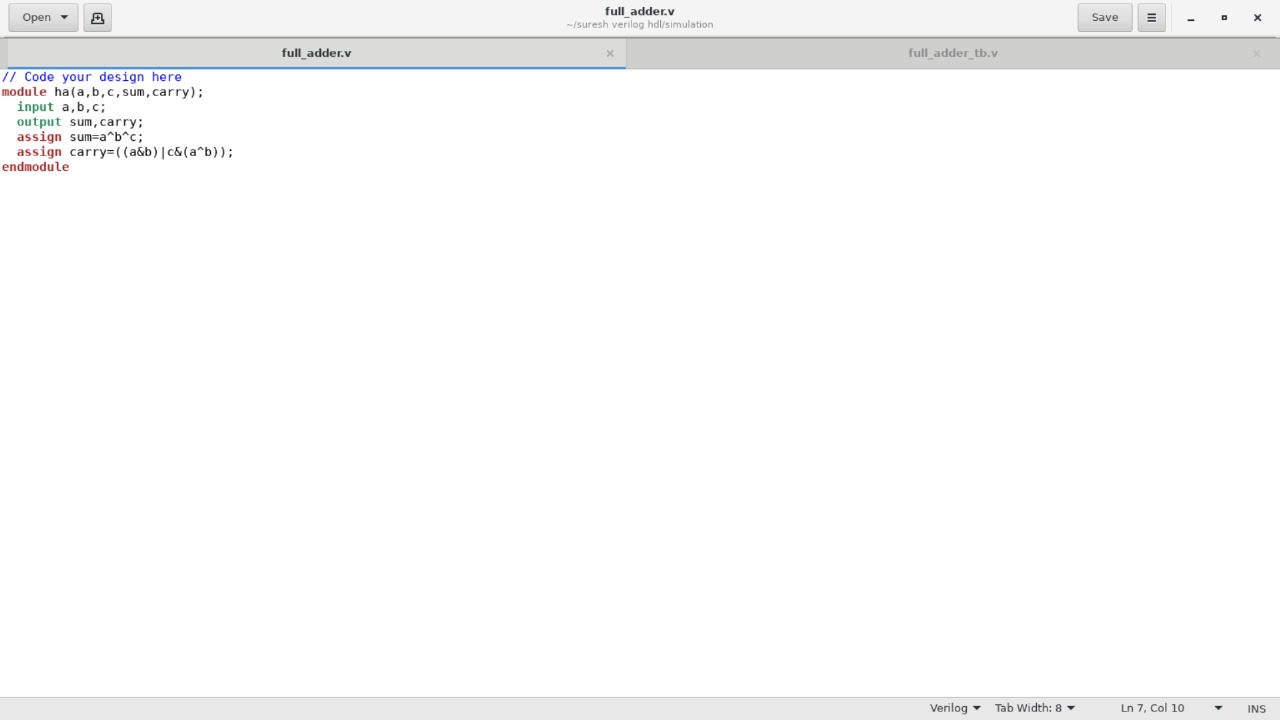 Open
full_adder.v
~/suresh verilog hdl/simulation
Save
full_adder.v
full_adder_tb.v
// Code your design here
module ha(a,b,c,sum,carry);
  input a,b,c;
  output sum,carry;
  assign sum=a^b^c;
  assign carry=((a&b)|c&(a^b));
endmodule
Verilog
Tab Width: 8
Ln 7, Col 10
INS